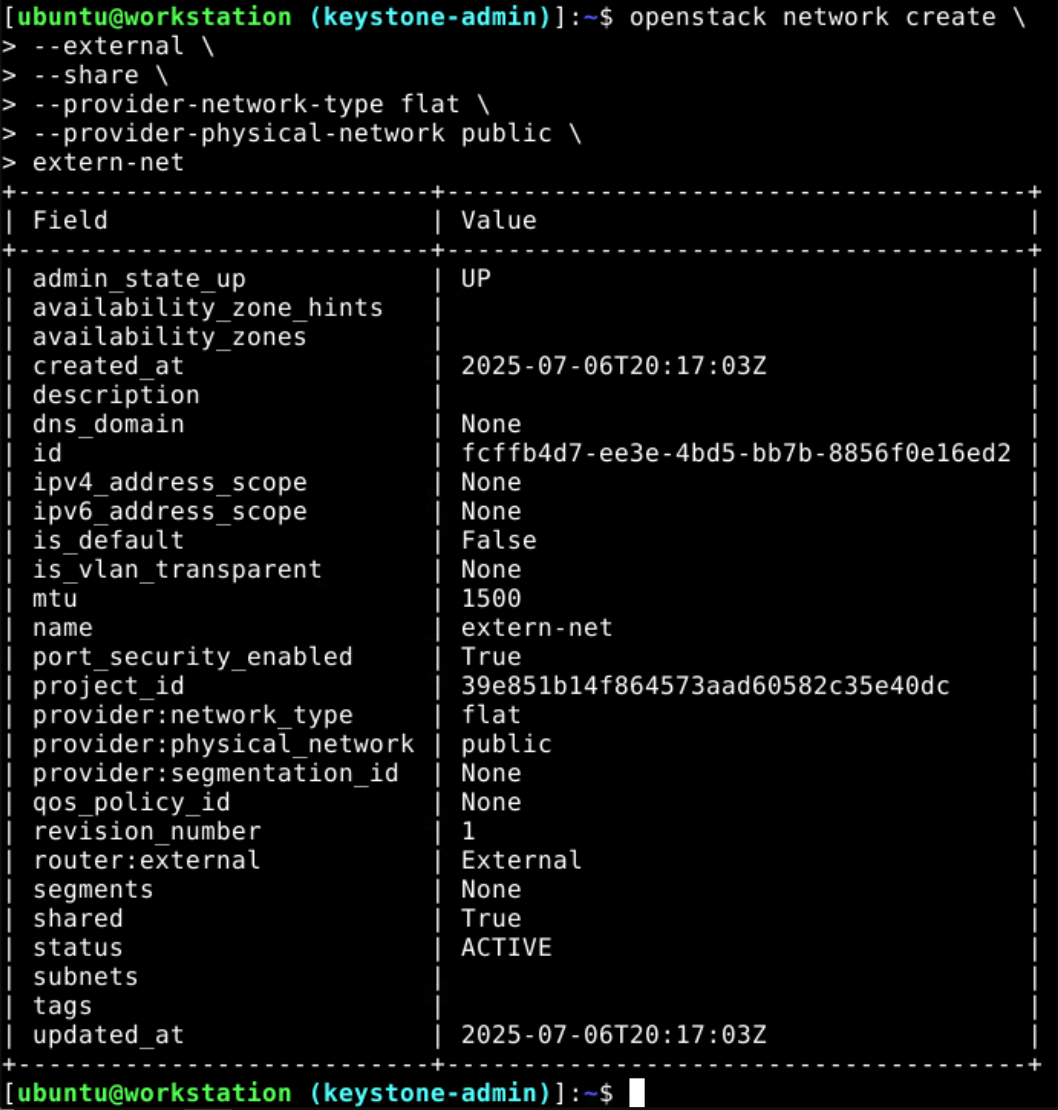 [ubuntu@workstation (keystone-admin)]:~$ openstack network create \
> --external \
> --share \
> --provider-network-type flat \
> --provider-physical-network public \
> extern-net
+---------------------------+--------------------------------------+
| Field                     | Value                                |
+---------------------------+--------------------------------------+
| admin_state_up            | UP                                   |
| availability_zone_hints   |                                      |
| availability_zones        |                                      |
| created_at                | 2025-07-06T20:17:03Z                 |
| description               |                                      |
| dns_domain                | None                                 |
| id                        | fcffb4d7-ee3e-4bd5-bb7b-8856f0e16ed2 |
| ipv4_address_scope        | None                                 |
| ipv6_address_scope        | None                                 |
| is_default                | False                                |
| is_vlan_transparent       | None                                 |
| mtu                       | 1500                                 |
| name                      | extern-net                           |
| port_security_enabled     | True                                 |
| project_id                | 39e851b14f864573aad60582c35e40dc     |
| provider:network_type     | flat                                 |
| provider:physical_network | public                               |
| provider:segmentation_id  | None                                 |
| qos_policy_id             | None                                 |
| revision_number           | 1                                    |
| router:external           | External                             |
| segments                  | None                                 |
| shared                    | True                                 |
| status                    | ACTIVE                               |
| subnets                   |                                      |
| tags                      |                                      |
| updated_at                | 2025-07-06T20:17:03Z                 |
+---------------------------+--------------------------------------+
[ubuntu@workstation (keystone-admin)]:~$